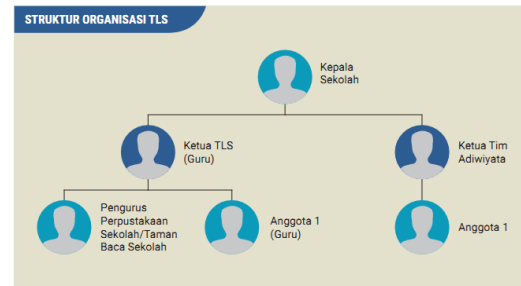 STRUKTUR ORGANISASI TLS
Kepala
Sekolah
Ketua TLS
(Guru)
Ketua Tim
Adiwiyata
Pengurus
Perpustakaan
Sekolah/Taman
Baca Sekolah
Anggota 1
(Guru)
Anggota 1